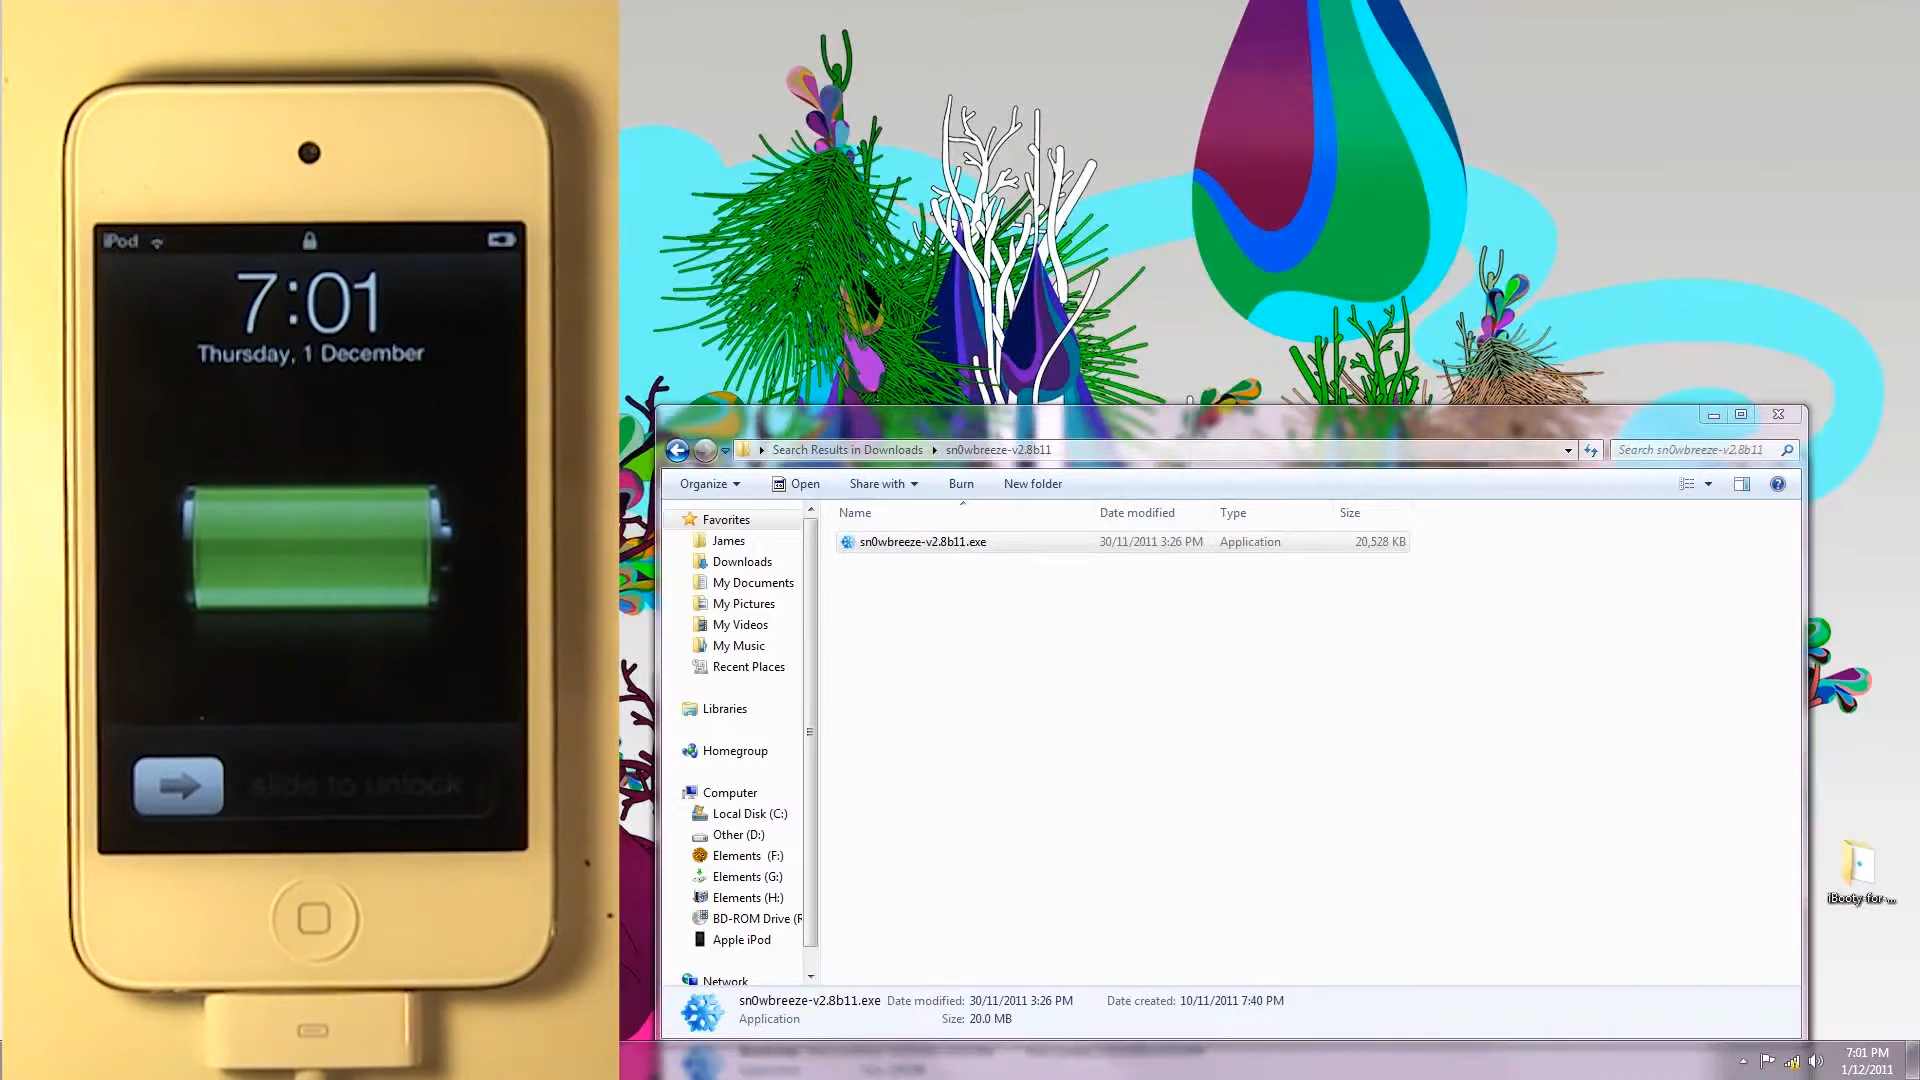 iPod
7:01
Thursday, 1 December
slide to unlock
Search Results in Downloads
sn0wbreeze-v2.8b11
Search sn0wbreeze-v2.8b11
Organize
Open
Share with
Burn
New folder
Name
Date modified
Type
Size
sn0wbreeze-v2.8b11.exe
30/11/2011 3:26 PM
Application
20,528 KB
Favorites
James
Downloads
My Documents
My Pictures
My Videos
My Music
Recent Places
Libraries
Homegroup
Computer
Local Disk (C:)
Other (D:)
Elements (F:)
Elements (G:)
Elements (H:)
BD-ROM Drive (R
Apple iPod
Network
sn0wbreeze-v2.8b11.exe Date modified: 30/11/2011 3:26 PM Date created: 10/11/2011 7:40 PM
Application Size: 20.0 MB
iBooty-for-...
7:01 PM
1/12/2011